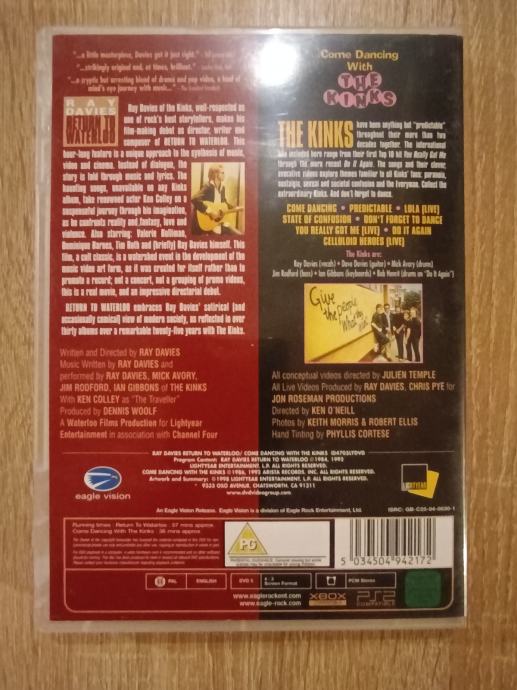 "...a little masterpiece, Davies got it just right."
"...strikingly original and, at times, brilliant."
"...a cryptic but arresting blend of drama and pop video, a kind of
mind's eye journey with music."
RAY
DAVIES
RETURN TO
WATERLOO
Ray Davies of the Kinks, well-respected as
one of rock's best storytellers, makes his
film-making debut as director, writer and
composer of RETURN TO WATERLOO. This
hour-long feature is a unique approach to the synthesis of music,
video and cinema. Instead of dialogue, the
story is told through music and lyrics. The
haunting songs, unavailable on any Kinks
album, take renowned actor Ken Colley on a
suspenseful journey through his imagination,
as he confronts reality and fantasy, love and
violence. Also starring: Valerie Holliman,
Dominique Barnes, Tim Roth and (briefly) Ray Davies himself. This
film, a cult classic, is a watershed event in the development of the
music video art form, as it was created for itself rather than to
promote a record; not a concert, not a grouping of promo videos,
this is a real movie, and an impressive directorial debut.
RETURN TO WATERLOO embraces Ray Davies' satirical (and
occasionally comical) view of modern society, as reflected in over
thirty albums over a remarkable twenty-five years with The Kinks.
Written and Directed by RAY DAVIES
Music Written by RAY DAVIES and
performed by RAY DAVIES, MICK AVORY,
JIM RODFORD, IAN GIBBONS of THE KINKS
With KEN COLLEY as "The Traveller"
Produced by DENNIS WOOLF
A Waterloo Films Production for Lightyear
Entertainment in association with Channel Four
Come Dancing
With
THE
KINKS
THE KINKS have been anything but "predictable"
throughout their more than two
decades together. The international
hits included here range from their first Top 10 hit You Really Got Me
through the more recent Do It Again. The songs and their cinematic
evocative videos explore themes familiar to all Kinks' fans: paranoia,
nostalgia, sexual and societal confusion and the Everyman. Collect the
extraordinary Kinks. And don't forget to dance.
COME DANCING • PREDICTABLE • LOLA (LIVE)
STATE OF CONFUSION • DON'T FORGET TO DANCE
YOU REALLY GOT ME (LIVE) • DO IT AGAIN
CELLULOID HEROES (LIVE)
The Kinks are:
Ray Davies (vocals) • Dave Davies (guitar) • Mick Avory (drums)
Jim Rodford (bass) • Ian Gibbons (keyboards) • Bob Henrit (drums on "Do It Again")
Give
the people
What they
want
All conceptual videos directed by JULIEN TEMPLE
All Live Videos Produced by RAY DAVIES, CHRIS PYE for
JON ROSEMAN PRODUCTIONS
Directed by KEN O'NEILL
Photos by KEITH MORRIS & ROBERT ELLIS
Hand Tinting by PHYLLIS CORTESE
RAY DAVIES RETURN TO WATERLOO/ COME DANCING WITH THE KINKS
Program Content: RAY DAVIES RETURN TO WATERLOO ©1984, 1992
LIGHTYEAR ENTERTAINMENT, L.P. ALL RIGHTS RESERVED.
COME DANCING WITH THE KINKS ©1986, 1993 ARISTA RECORDS, INC. ALL RIGHTS RESERVED.
Artwork and Summary: ©1998 LIGHTYEAR ENTERTAINMENT, L.P. ALL RIGHTS RESERVED.
* 9333 OSO AVENUE, CHATSWORTH, CA 91311
www.dvdvideogroup.com
eagle vision
LIGHTYEAR
An Eagle Vision Release. Eagle Vision is a division of Eagle Rock Entertainment, Ltd.
Running times Return To Waterloo : 57 mins approx
Come Dancing With The Kinks : 36 mins approx
PG
PARENTAL GUIDANCE
5 034504 942172
PAL
ENGLISH
DVD 5
4 : 3
Screen Format
PCM Stereo
www.eaglerockent.com
www.eagle-rock.com
XBOX
PS2
COMPATIBLE